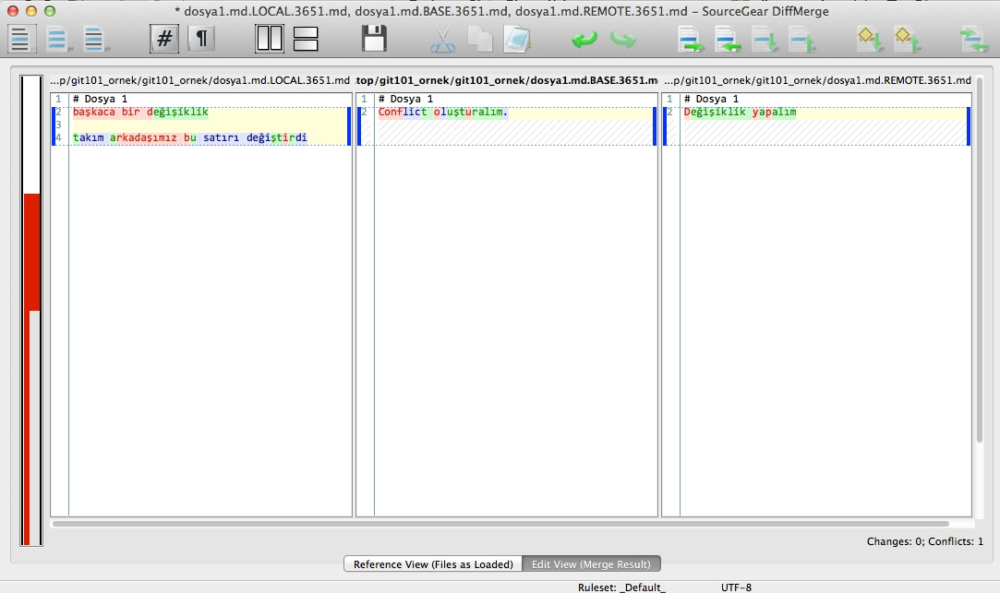 * dosya1.md.LOCAL.3651.md, dosya1.md.BASE.3651.md, dosya1.md.REMOTE.3651.md – SourceGear DiffMerge
# ¶
...p/git101_ornek/git101_ornek/dosya1.md.LOCAL.3651.md
1 # Dosya 1
2 başkaca bir değişiklik
3
4 takım arkadaşımız bu satırı değiştirdi
.top/git101_ornek/git101_ornek/dosya1.md.BASE.3651.m
1 # Dosya 1
2 Conflict oluşturalım.
...p/git101_ornek/git101_ornek/dosya1.md.REMOTE.3651.md
1 # Dosya 1
2 Değişiklik yapalım
Changes: 0; Conflicts: 1
Reference View (Files as Loaded) Edit View (Merge Result)
Ruleset: _Default_ UTF-8